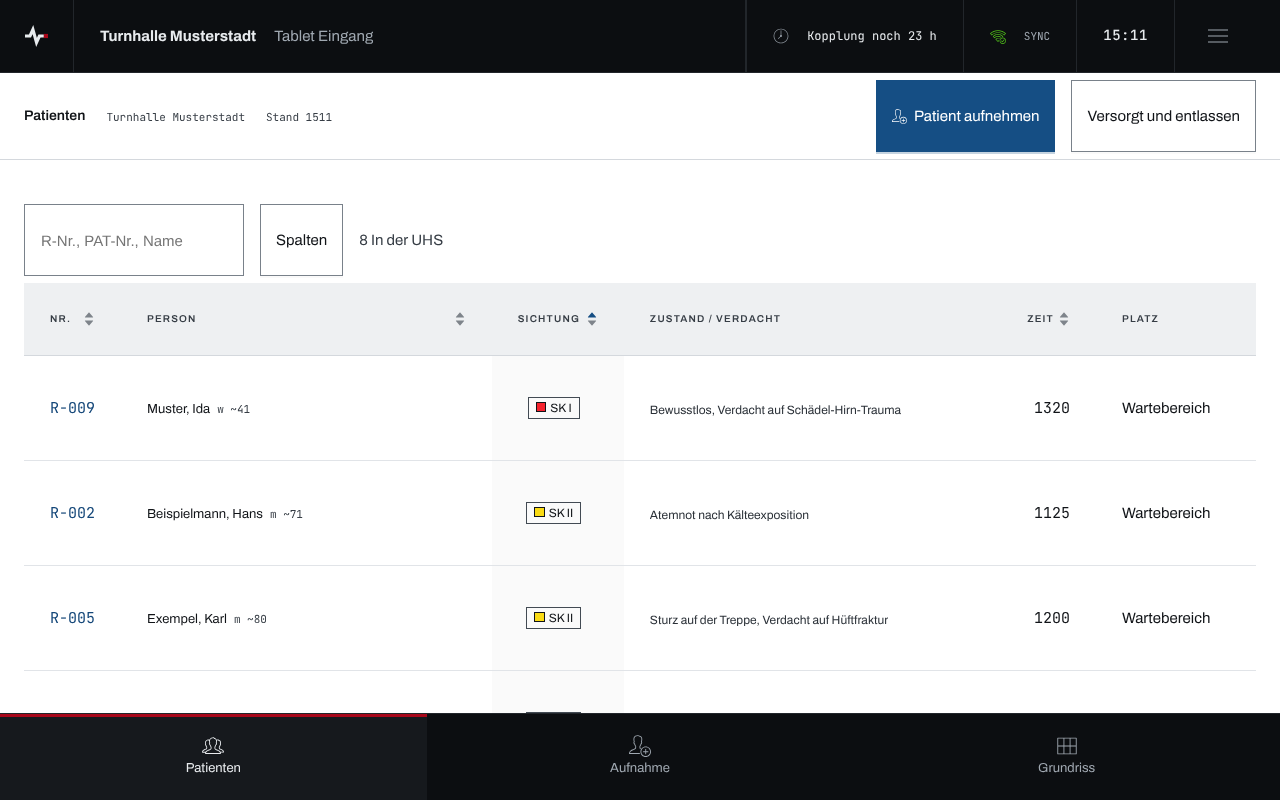 Turnhalle Musterstadt Tablet Eingang Kopplung noch 23 h SYNC 15:11
Patienten Turnhalle Musterstadt Stand 1511 Patient aufnehmen Versorgt und entlassen
R-Nr., PAT-Nr., Name Spalten 8 In der UHS
NR. PERSON SICHTUNG ZUSTAND / VERDACHT ZEIT PLATZ
R-009 Muster, Ida w ~41 SK I Bewusstlos, Verdacht auf Schädel-Hirn-Trauma 1320 Wartebereich
R-002 Beispielmann, Hans m ~71 SK II Atemnot nach Kälteexposition 1125 Wartebereich
R-005 Exempel, Karl m ~80 SK II Sturz auf der Treppe, Verdacht auf Hüftfraktur 1200 Wartebereich
Patienten Aufnahme Grundriss